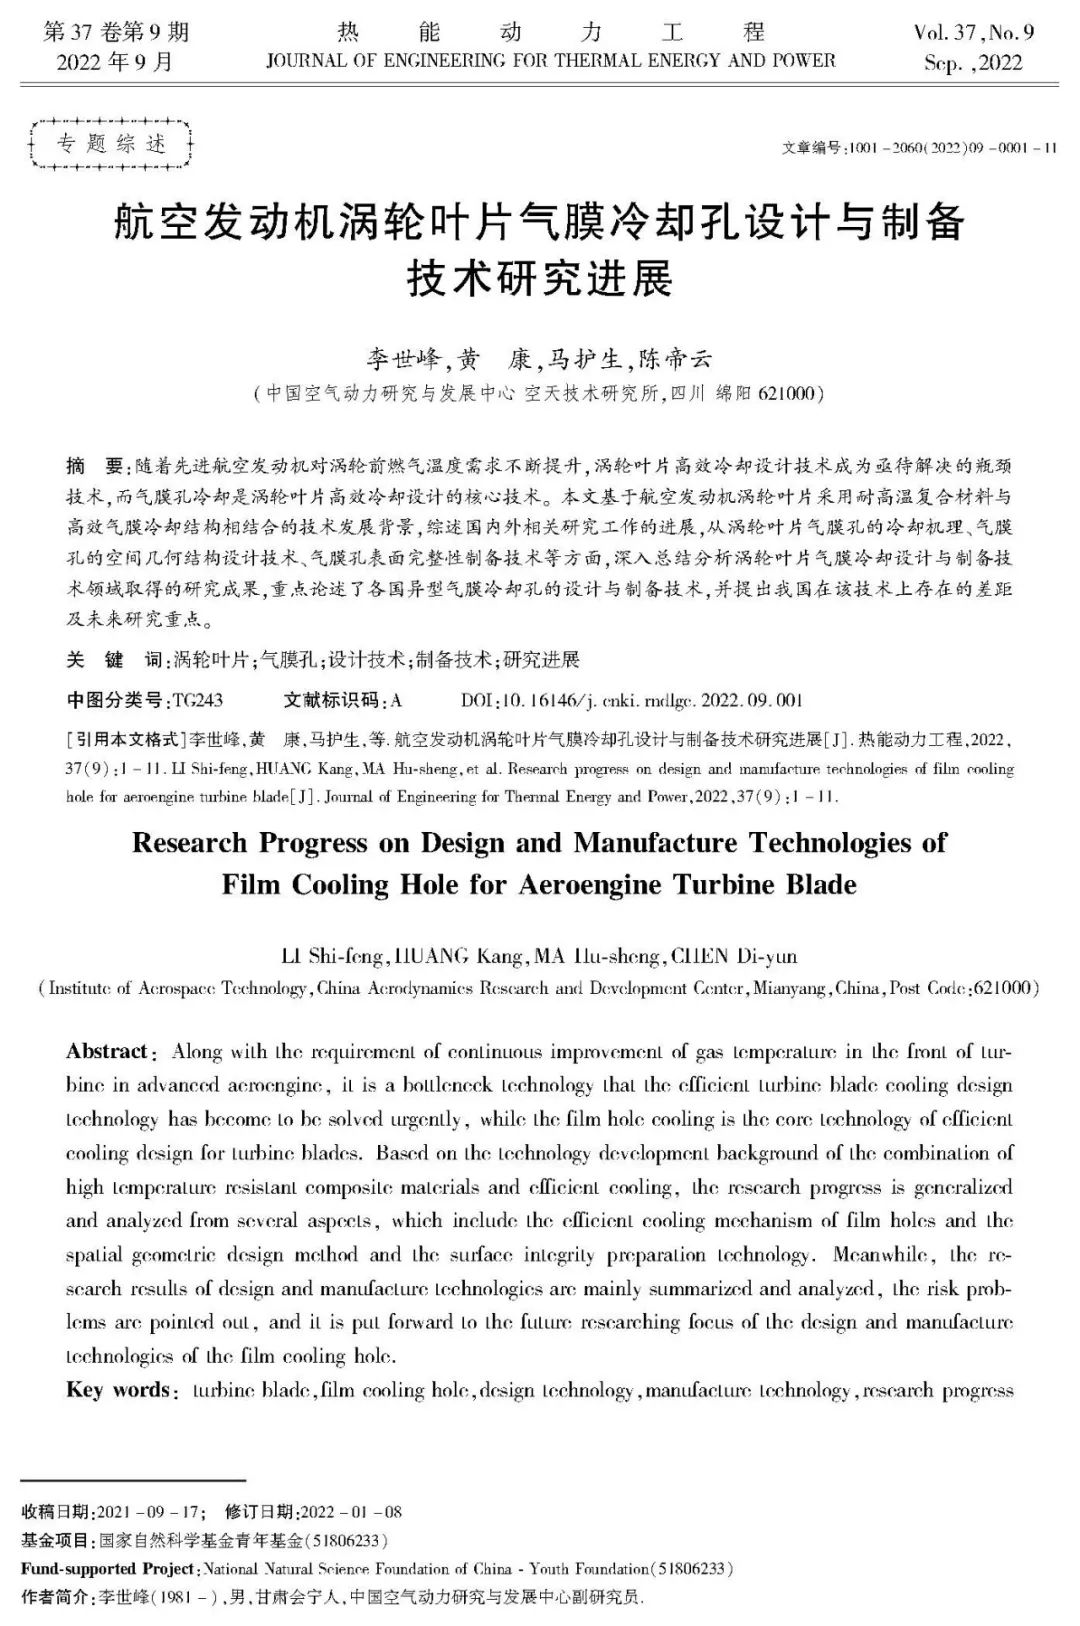 第 37 卷第 9 期
2022 年 9 月
热 能 动 力 工 程
JOURNAL OF ENGINEERING FOR THERMAL ENERGY AND POWER
Vol. 37,No. 9
Sep. ,2022
专题综述
文章编号:1001-2060(2022)09-0001-11
航空发动机涡轮叶片气膜冷却孔设计与制备
技术研究进展
李世峰,黄 康,马护生,陈帝云
(中国空气动力研究与发展中心 空天技术研究所,四川 绵阳 621000)
摘 要:随着先进航空发动机对涡轮前燃气温度需求不断提升,涡轮叶片高效冷却设计技术成为亟待解决的瓶颈
技术,而气膜孔冷却是涡轮叶片高效冷却设计的核心技术。本文基于航空发动机涡轮叶片采用耐高温复合材料与
高效气膜冷却结构相结合的技术发展背景,综述国内外相关研究工作的进展,从涡轮叶片气膜孔的冷却机理、气膜
孔的空间几何结构设计技术、气膜孔表面完整性制备技术等方面,深入总结分析涡轮叶片气膜冷却设计与制备技
术领域取得的研究成果,重点论述了各国异型气膜冷却孔的设计与制备技术,并提出我国在该技术上存在的差距
及未来研究重点。
关 键 词:涡轮叶片;气膜孔;设计技术;制备技术;研究进展
中图分类号:TG243 文献标识码:A DOI:10. 16146/j. cnki. rndlgc. 2022. 09. 001
[引用本文格式]李世峰,黄 康,马护生,等. 航空发动机涡轮叶片气膜冷却孔设计与制备技术研究进展[J]. 热能动力工程,2022,
37(9):1-11. LI Shi-feng,HUANG Kang,MA Hu-sheng,et al. Research progress on design and manufacture technologies of film cooling
hole for aeroengine turbine blade[J]. Journal of Engineering for Thermal Energy and Power,2022,37(9):1-11.
Research Progress on Design and Manufacture Technologies of
Film Cooling Hole for Aeroengine Turbine Blade
LI Shi-feng,HUANG Kang,MA Hu-sheng,CHEN Di-yun
(Institute of Aerospace Technology,China Aerodynamics Research and Development Center,Mianyang,China,Post Code:621000)
Abstract: Along with the requirement of continuous improvement of gas temperature in the front of tur-
bine in advanced aeroengine, it is a bottleneck technology that the efficient turbine blade cooling design
technology has become to be solved urgently, while the film hole cooling is the core technology of efficient
cooling design for turbine blades. Based on the technology development background of the combination of
high temperature resistant composite materials and efficient cooling, the research progress is generalized
and analyzed from several aspects, which include the efficient cooling mechanism of film holes and the
spatial geometric design method and the surface integrity preparation technology. Meanwhile, the re-
search results of design and manufacture technologies are mainly summarized and analyzed, the risk prob-
lems are pointed out, and it is put forward to the future researching focus of the design and manufacture
technologies of the film cooling hole.
Key words: turbine blade,film cooling hole,design technology,manufacture technology,research progress
收稿日期:2021-09-17; 修订日期:2022-01-08
基金项目:国家自然科学基金青年基金(51806233)
Fund-supported Project:National Natural Science Foundation of China - Youth Foundation(51806233)
作者简介:李世峰(1981-),男,甘肃会宁人,中国空气动力研究与发展中心副研究员.